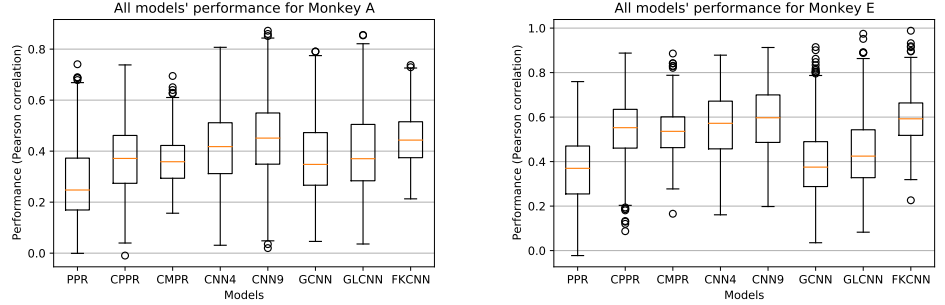 All models' performance for Monkey A
Performance (Pearson correlation)
0.8
0.6
0.4
0.2
0.0
PPR CPPR CMPR CNN4 CNN9 GCNN GLCNN FKCNN
Models
All models' performance for Monkey E
Performance (Pearson correlation)
1.0
0.8
0.6
0.4
0.2
0.0
PPR CPPR CMPR CNN4 CNN9 GCNN GLCNN FKCNN
Models